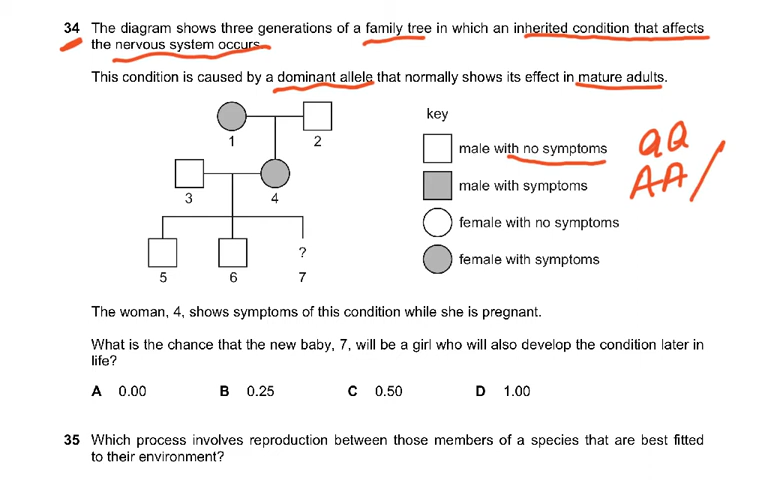 34 The diagram shows three generations of a family tree in which an inherited condition that affects
the nervous system occurs.
This condition is caused by a dominant allele that normally shows its effect in mature adults.
key
1
2
male with no symptoms
aa
AA /
male with symptoms
3
4
female with no symptoms
?
female with symptoms
5
6
7
The woman, 4, shows symptoms of this condition while she is pregnant.
What is the chance that the new baby, 7, will be a girl who will also develop the condition later in
life?
A 0.00 B 0.25 C 0.50 D 1.00
35 Which process involves reproduction between those members of a species that are best fitted
to their environment?